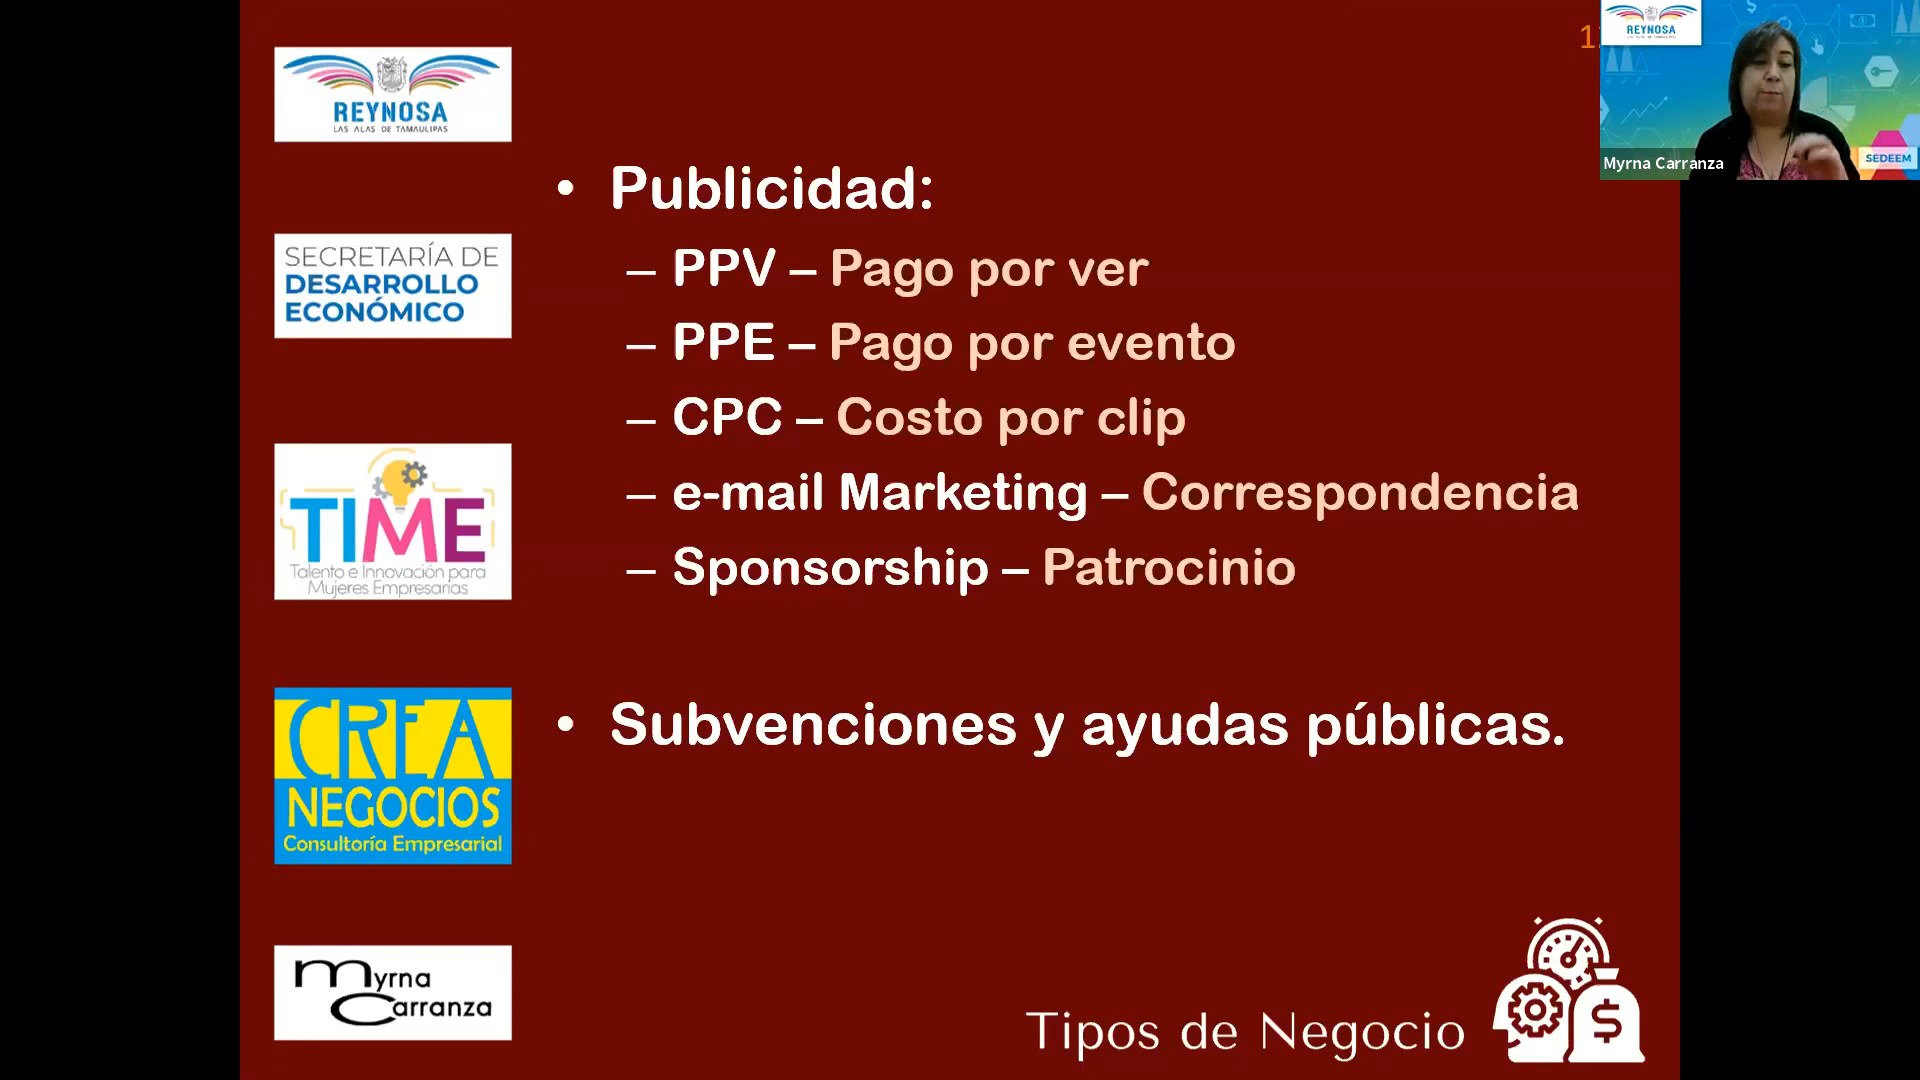 REYNOSA
LAS ALAS DE TAMAULIPAS
SECRETARÍA DE
DESARROLLO
ECONÓMICO
TIME
Talento e Innovación para
Mujeres Empresarias
CREA
NEGOCIOS
Consultoría Empresarial
Myrna
Carranza
• Publicidad:
– PPV – Pago por ver
– PPE – Pago por evento
– CPC – Costo por clip
– e-mail Marketing – Correspondencia
– Sponsorship – Patrocinio
• Subvenciones y ayudas públicas.
Tipos de Negocio
$
REYNOSA
Myrna Carranza
SEDEEM